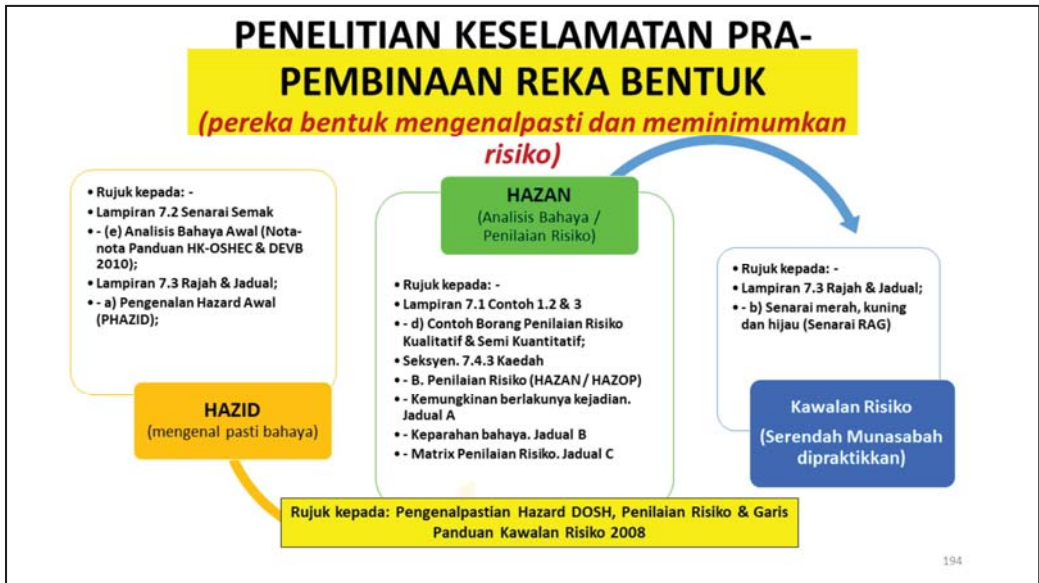 PENELITIAN KESELAMATAN PRA-
PEMBINAAN REKA BENTUK
(pereka bentuk mengenalpasti dan meminimumkan
risiko)
• Rujuk kepada: -
• Lampiran 7.2 Senarai Semak
• - (e) Analisis Bahaya Awal (Nota-
nota Panduan HK-OSHEC & DEVB
2010);
• Lampiran 7.3 Rajah & Jadual;
• - a) Pengenalan Hazard Awal
(PHAZID);
HAZID
(mengenal pasti bahaya)
HAZAN
(Analisis Bahaya /
Penilaian Risiko)
• Rujuk kepada: -
• Lampiran 7.1 Contoh 1.2 & 3
• - d) Contoh Borang Penilaian Risiko
Kualitatif & Semi Kuantitatif;
• Seksyen. 7.4.3 Kaedah
• - B. Penilaian Risiko (HAZAN / HAZOP)
• - Kemungkinan berlakunya kejadian.
Jadual A
• - Keparahan bahaya. Jadual B
• - Matrix Penilaian Risiko. Jadual C
• Rujuk kepada: -
• Lampiran 7.3 Rajah & Jadual;
• - b) Senarai merah, kuning
dan hijau (Senarai RAG)
Kawalan Risiko
(Serendah Munasabah
dipraktikkan)
Rujuk kepada: Pengenalpastian Hazard DOSH, Penilaian Risiko & Garis
Panduan Kawalan Risiko 2008
194